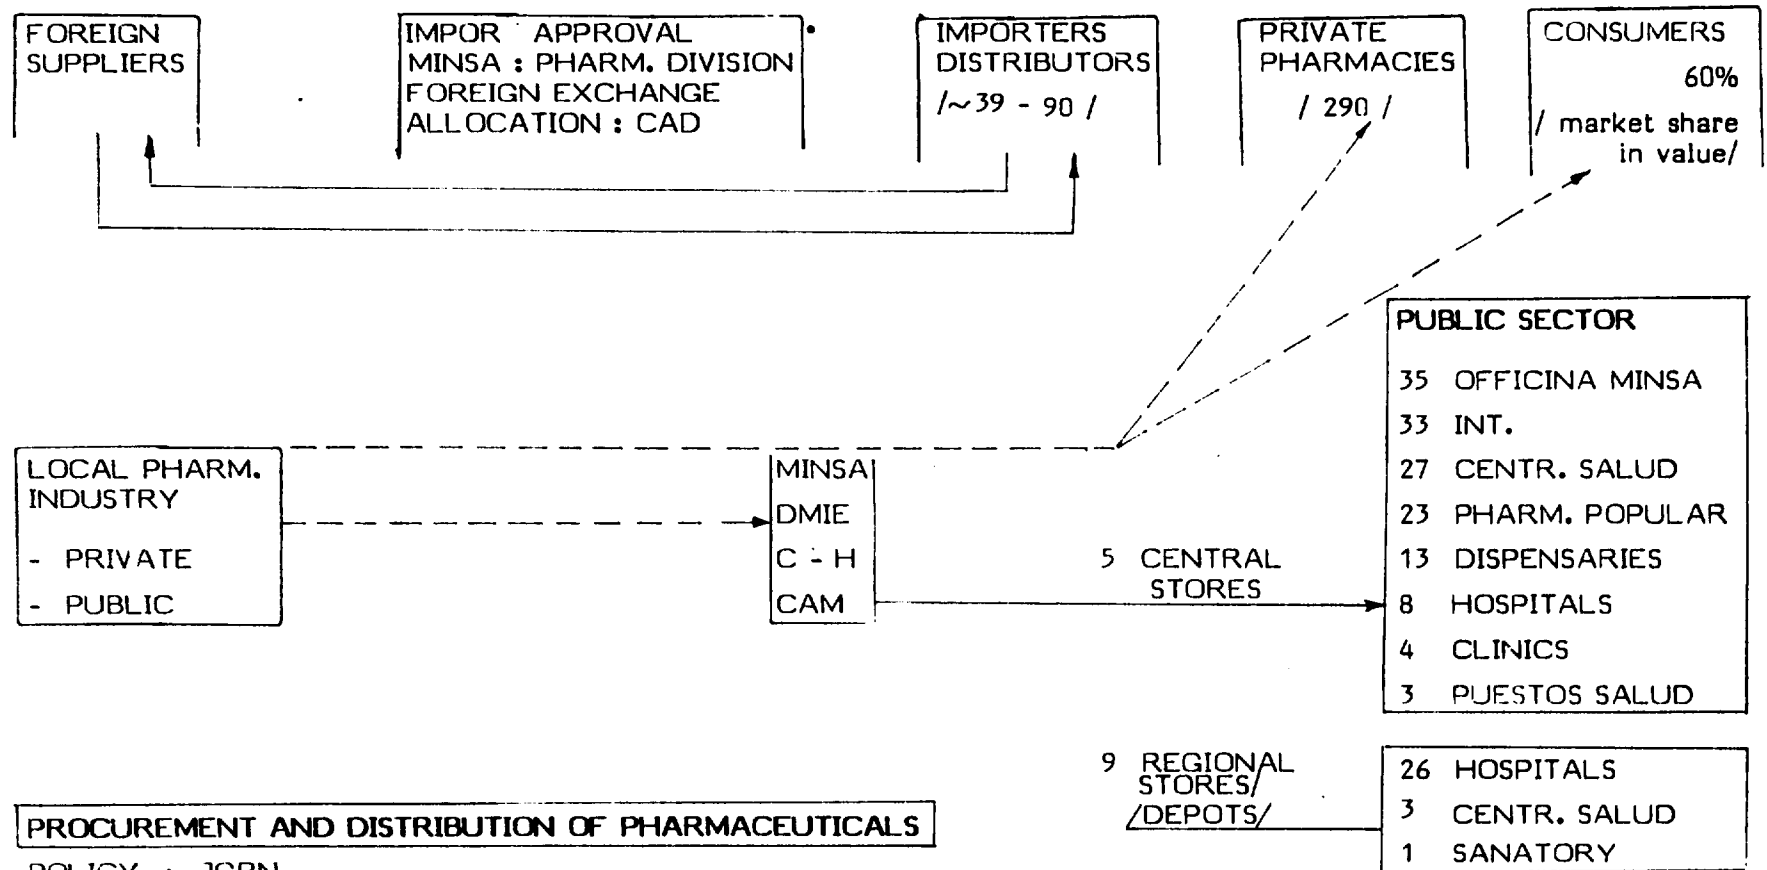 FOREIGN
SUPPLIERS
IMPOR APPROVAL
MINSA : PHARM. DIVISION
FOREIGN EXCHANGE
ALLOCATION : CAD
IMPORTERS
DISTRIBUTORS
/~39 - 90 /
PRIVATE
PHARMACIES
/ 290 /
CONSUMERS
60%
/ market share
in value/
LOCAL PHARM.
INDUSTRY
- PRIVATE
- PUBLIC
MINSA
DMIE
C - H
CAM
5 CENTRAL
STORES
PUBLIC SECTOR
35 OFFICINA MINSA
33 INT.
27 CENTR. SALUD
23 PHARM. POPULAR
13 DISPENSARIES
8 HOSPITALS
4 CLINICS
3 PUESTOS SALUD
9 REGIONAL
STORES/
/DEPOTS/
26 HOSPITALS
3 CENTR. SALUD
1 SANATORY
PROCUREMENT AND DISTRIBUTION OF PHARMACEUTICALS
POLICY :